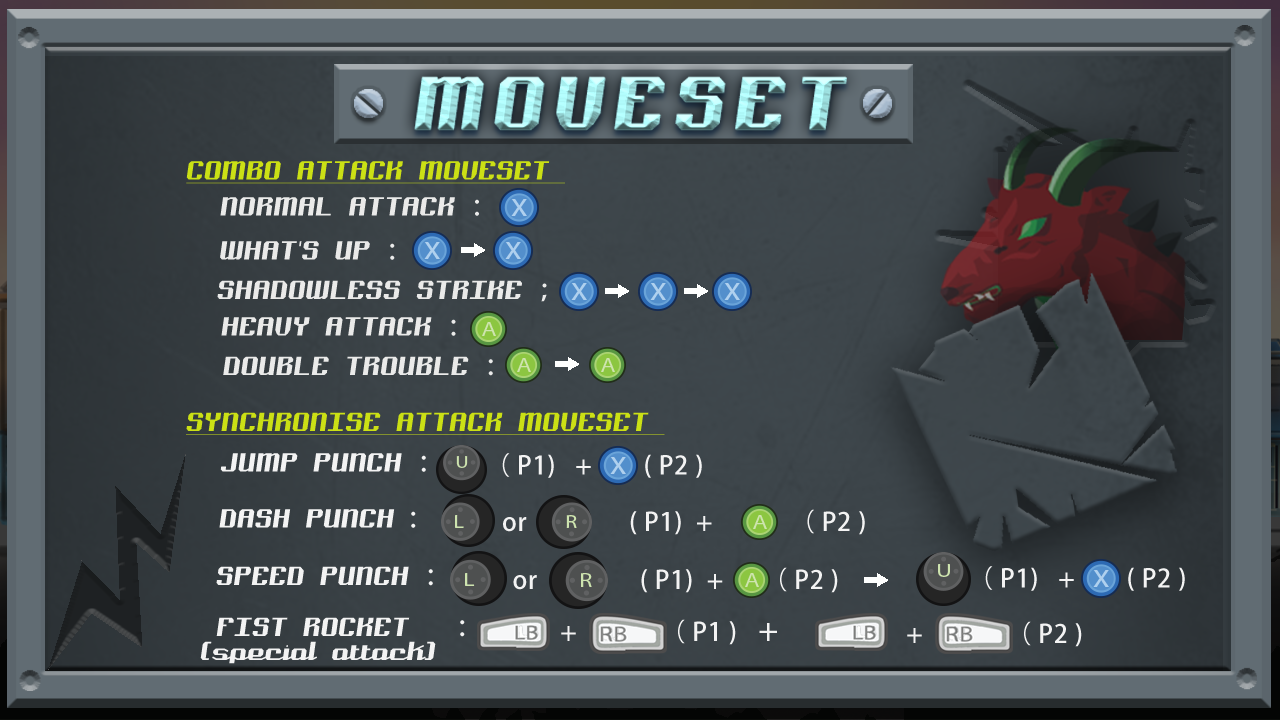 MOVESET
COMBO ATTACK MOVESET
NORMAL ATTACK : X
WHAT'S UP : X → X
SHADOWLESS STRIKE ; X → X → X
HEAVY ATTACK : A
DOUBLE TROUBLE : A → A
SYNCHRONISE ATTACK MOVESET
JUMP PUNCH : U (P1) + X (P2)
DASH PUNCH : L or R (P1) + A (P2)
SPEED PUNCH : L or R (P1) + A (P2) → U (P1) + X (P2)
FIST ROCKET : LB + RB (P1) + LB + RB (P2)
(special attack)